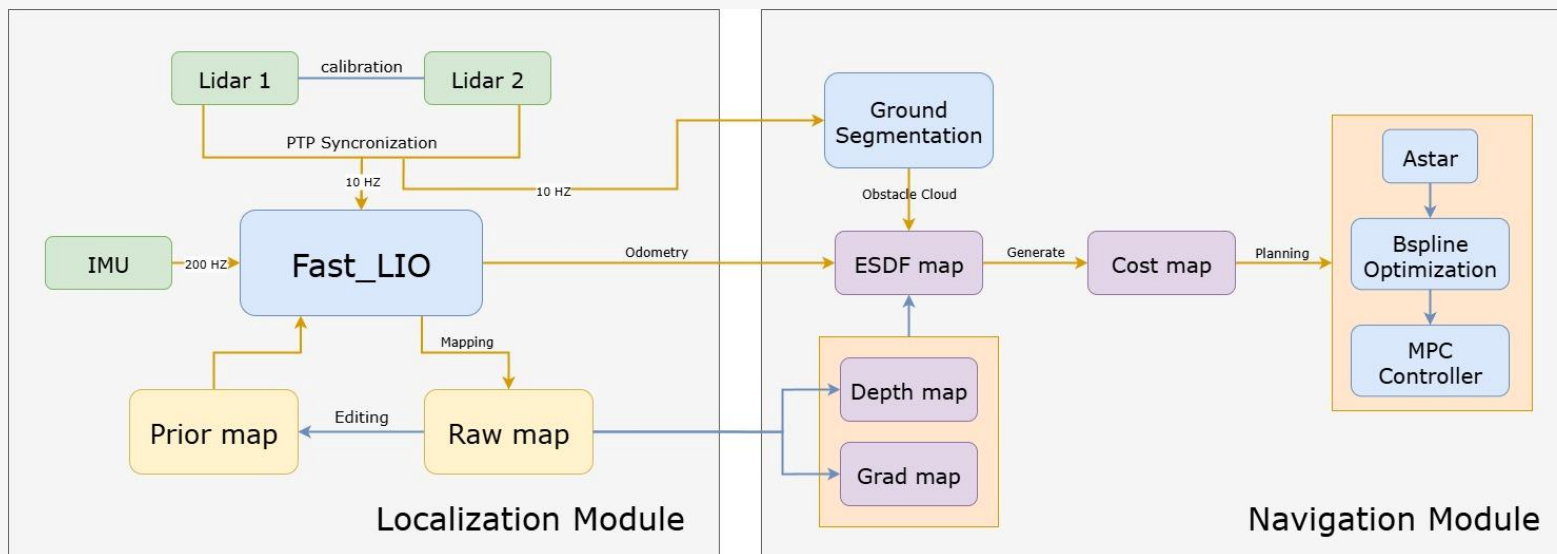 Lidar 1
calibration
Lidar 2
PTP Syncronization
10 HZ
10 HZ
IMU
200 HZ
Fast_LIO
Odometry
Mapping
Prior map
Editing
Raw map
Localization Module
Ground
Segmentation
Obstacle Cloud
ESDF map
Generate
Cost map
Planning
Depth map
Grad map
Astar
Bspline
Optimization
MPC
Controller
Navigation Module